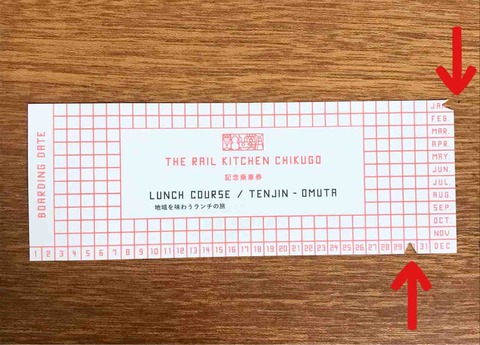 BOARDING DATE
THE RAIL KITCHEN CHIKUGO
記念乗車券
LUNCH COURSE / TENJIN - OMUTA
地域を味わうランチの旅
JA
FEB.
MAR.
APR.
MAY.
JUN.
JUL.
AUG
SEP
OCT
NOV.
DEC
1 2 3 4 5 6 7 8 9 10 11 12 13 14 15 16 17 18 19 20 21 22 23 24 25 26 27 28 29 31